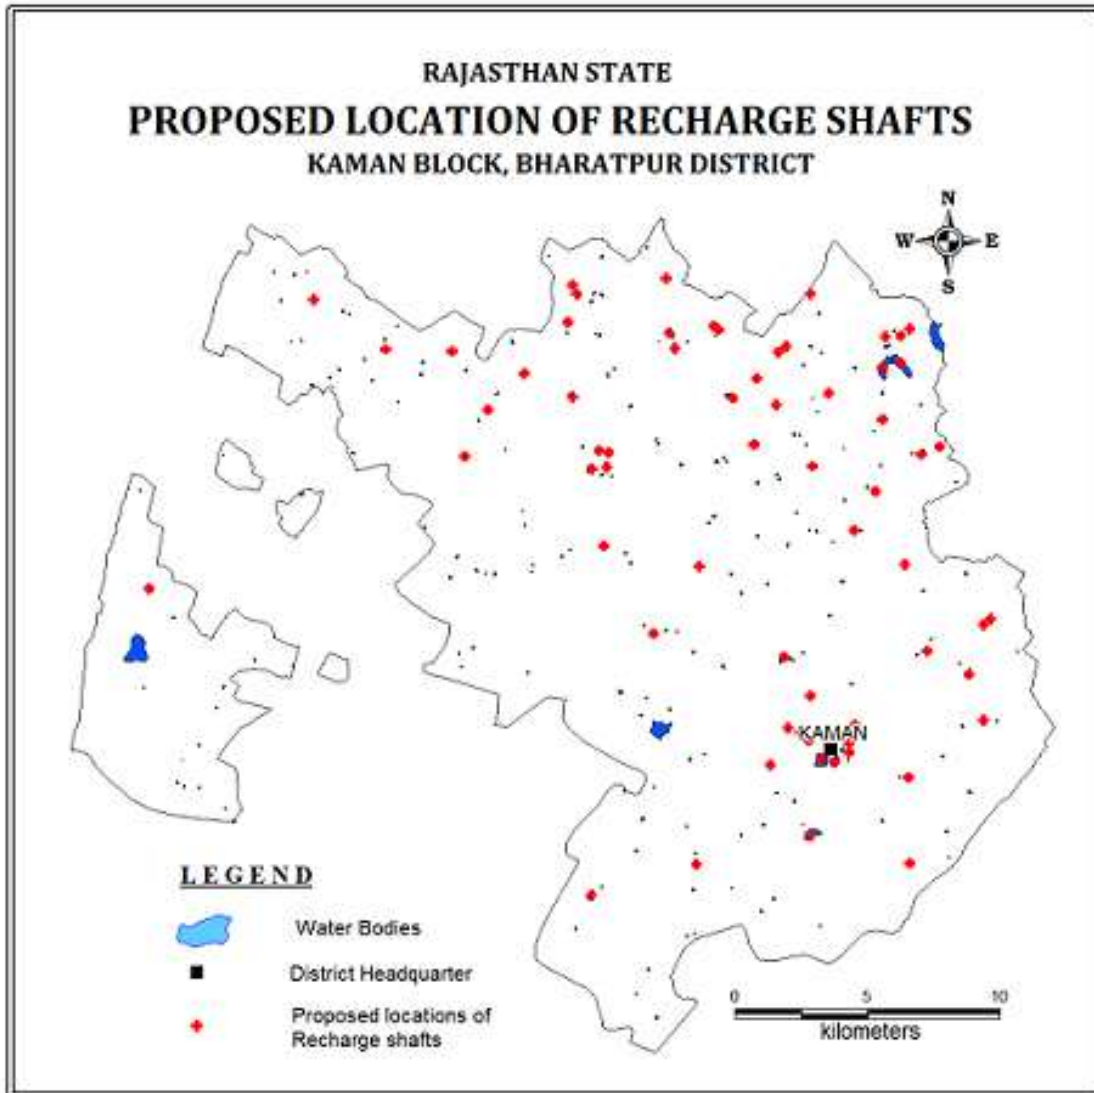 RAJASTHAN STATE
PROPOSED LOCATION OF RECHARGE SHAFTS
KAMAN BLOCK, BHARATPUR DISTRICT
N
W E
S
KAMAN
LEGEND
Water Bodies
District Headquarter
Proposed locations of
Recharge shafts
0 5 10
kilometers